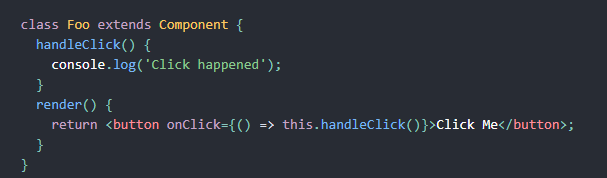 class Foo extends Component {
  handleClick() {
    console.log('Click happened');
  }
  render() {
    return <button onClick={() => this.handleClick()}>Click Me</button>;
  }
}